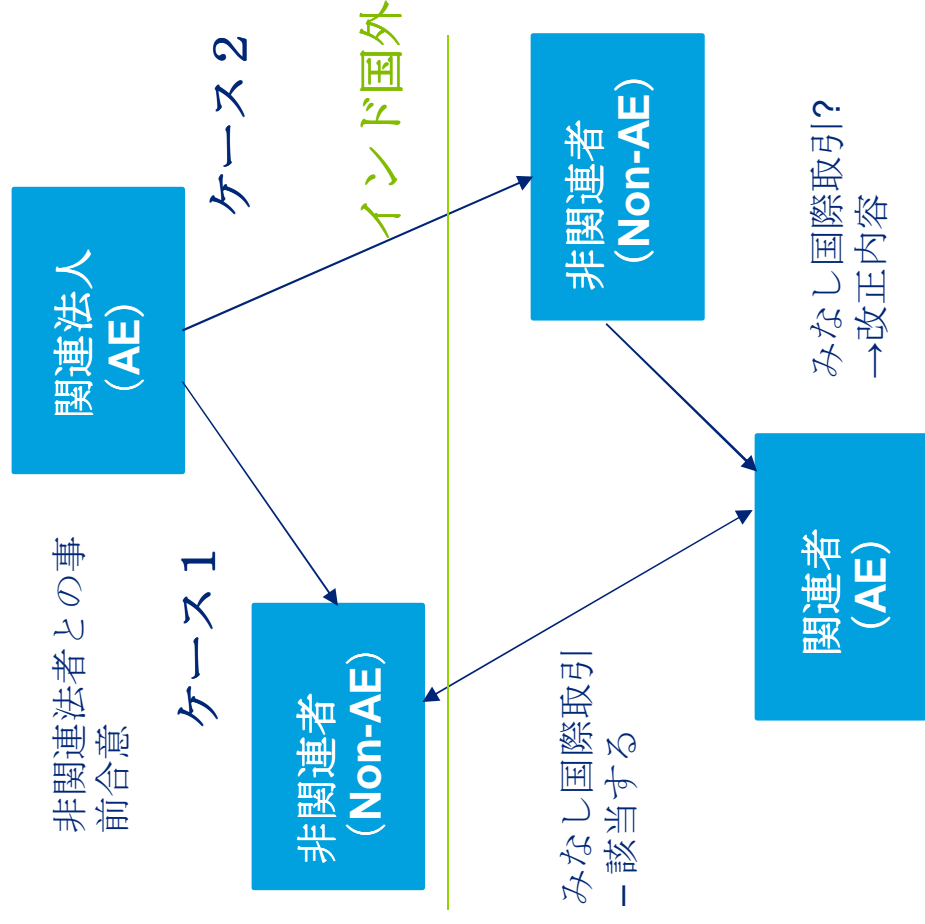 非関連法者との事
前合意
ケース1
関連法人
(AE)
ケース2
インド国外
非関連者
(Non-AE)
非関連者
(Non-AE)
みなし国際取引
－該当する
関連者
(AE)
みなし国際取引?
→改正内容